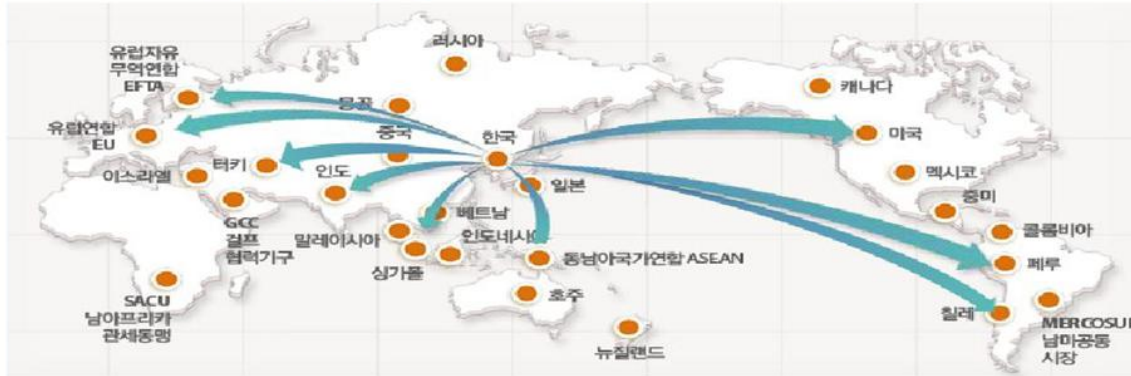 러시아
유럽자유
무역연합
EFTA
캐나다
몽골
유럽연합
EU
중국
한국
미국
터키
이스라엘
인도
일본
멕시코
중미
GCC
걸프
협력기구
말레이시아
베트남
인도네시아
콜롬비아
싱가폴
동남아국가연합 ASEAN
페루
SACU
남아프리카
관세동맹
호주
칠레
MERCOSU
남마공동
시장
뉴질랜드